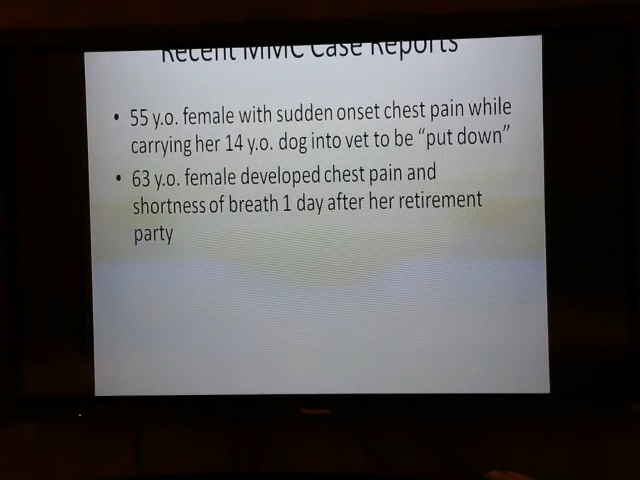 Recent MMC Case Reports
• 55 y.o. female with sudden onset chest pain while
carrying her 14 y.o. dog into vet to be “put down”
• 63 y.o. female developed chest pain and
shortness of breath 1 day after her retirement
party
Panasonic